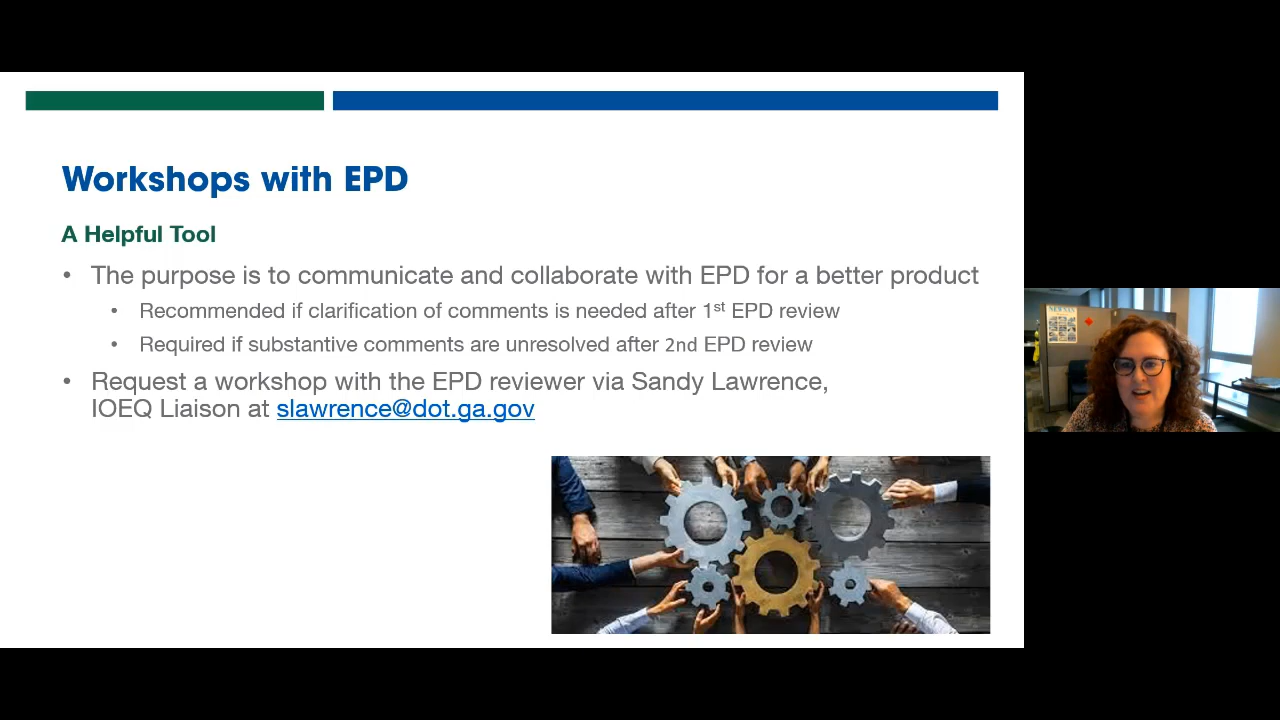 Workshops with EPD
A Helpful Tool
• The purpose is to communicate and collaborate with EPD for a better product
• Recommended if clarification of comments is needed after 1st EPD review
• Required if substantive comments are unresolved after 2nd EPD review
• Request a workshop with the EPD reviewer via Sandy Lawrence,
IOEQ Liaison at slawrence@dot.ga.gov